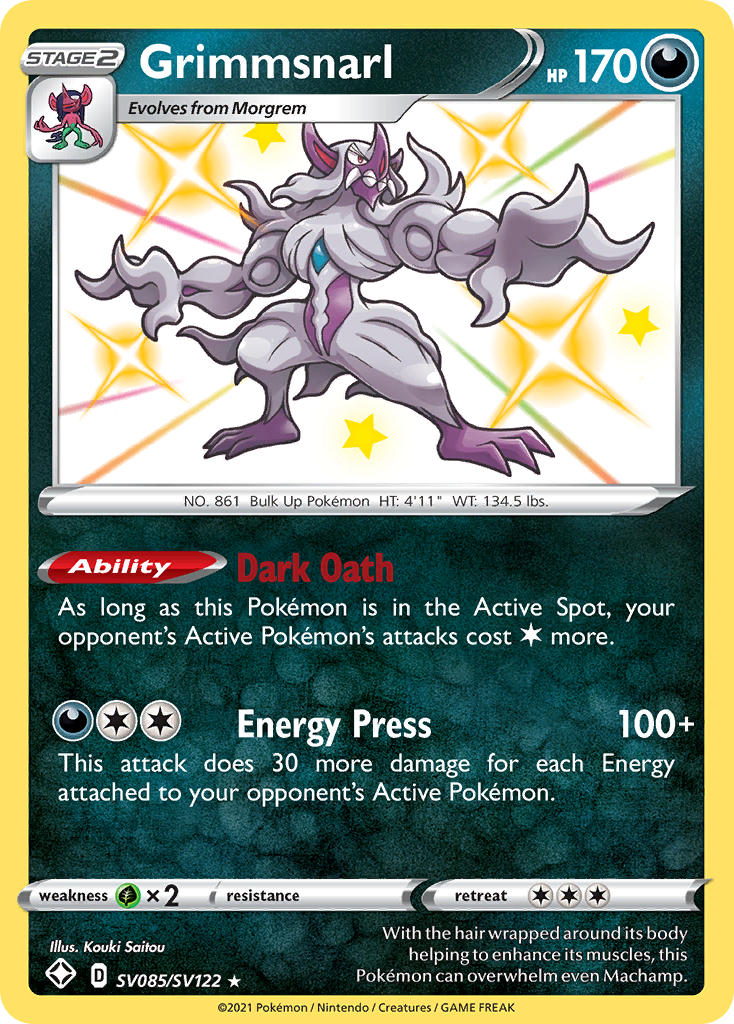 STAGE 2
Grimmsnarl
HP 170
Evolves from Morgrem
NO. 861 Bulk Up Pokémon HT: 4'11" WT: 134.5 lbs.
Ability Dark Oath
As long as this Pokémon is in the Active Spot, your
opponent's Active Pokémon's attacks cost more.
Energy Press 100+
This attack does 30 more damage for each Energy
attached to your opponent's Active Pokémon.
weakness ×2 resistance retreat
Illus. Kouki Saitou
D SV085/SV122 ★
With the hair wrapped around its body
helping to enhance its muscles, this
Pokémon can overwhelm even Machamp.
©2021 Pokémon / Nintendo / Creatures / GAME FREAK